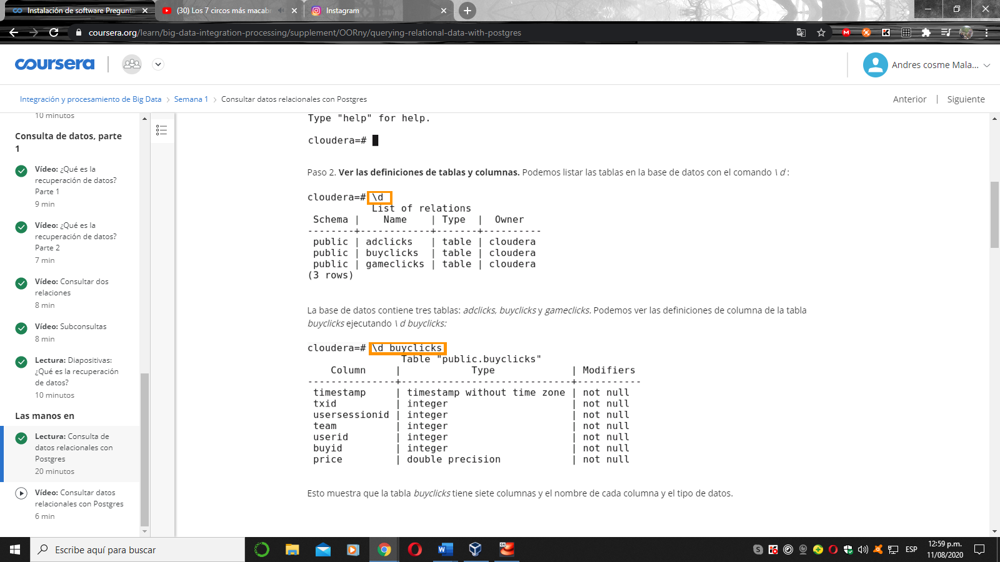 Instalación de software Pregunta
(30) Los 7 circos más macab
Instagram
coursera.org/learn/big-data-integration-processing/supplement/OORny/querying-relational-data-with-postgres
coursera
Andres cosme Mala...
Integración y procesamiento de Big Data > Semana 1 > Consultar datos relacionales con Postgres
Anterior | Siguiente
10 minutos
Consulta de datos, parte
1
Vídeo: ¿Qué es la
recuperación de datos?
Parte 1
9 min
Vídeo: ¿Qué es la
recuperación de datos?
Parte 2
7 min
Vídeo: Consultar dos
relaciones
8 min
Vídeo: Subconsultas
8 min
Lectura: Diapositivas:
¿Qué es la recuperación
de datos?
10 minutos
Las manos en
Lectura: Consulta de
datos relacionales con
Postgres
20 minutos
Vídeo: Consultar datos
relacionales con Postgres
6 min
Type "help" for help.
cloudera=#
Paso 2. Ver las definiciones de tablas y columnas. Podemos listar las tablas en la base de datos con el comando \ d :
cloudera=# \d
List of relations
Schema | Name | Type | Owner
--------+------------+-------+----------
public | adclicks | table | cloudera
public | buyclicks | table | cloudera
public | gameclicks | table | cloudera
(3 rows)
La base de datos contiene tres tablas: adclicks, buyclicks y gameclicks. Podemos ver las definiciones de columna de la tabla
buyclicks ejecutando \ d buyclicks:
cloudera=# \d buyclicks
Table "public.buyclicks"
Column | Type | Modifiers
---------------+-----------------------------+-----------
timestamp | timestamp without time zone | not null
txid | integer | not null
usersessionid | integer | not null
team | integer | not null
userid | integer | not null
buyid | integer | not null
price | double precision | not null
Esto muestra que la tabla buyclicks tiene siete columnas y el nombre de cada columna y el tipo de datos.
Escribe aquí para buscar
ESP
12:59 p.m.
11/08/2020